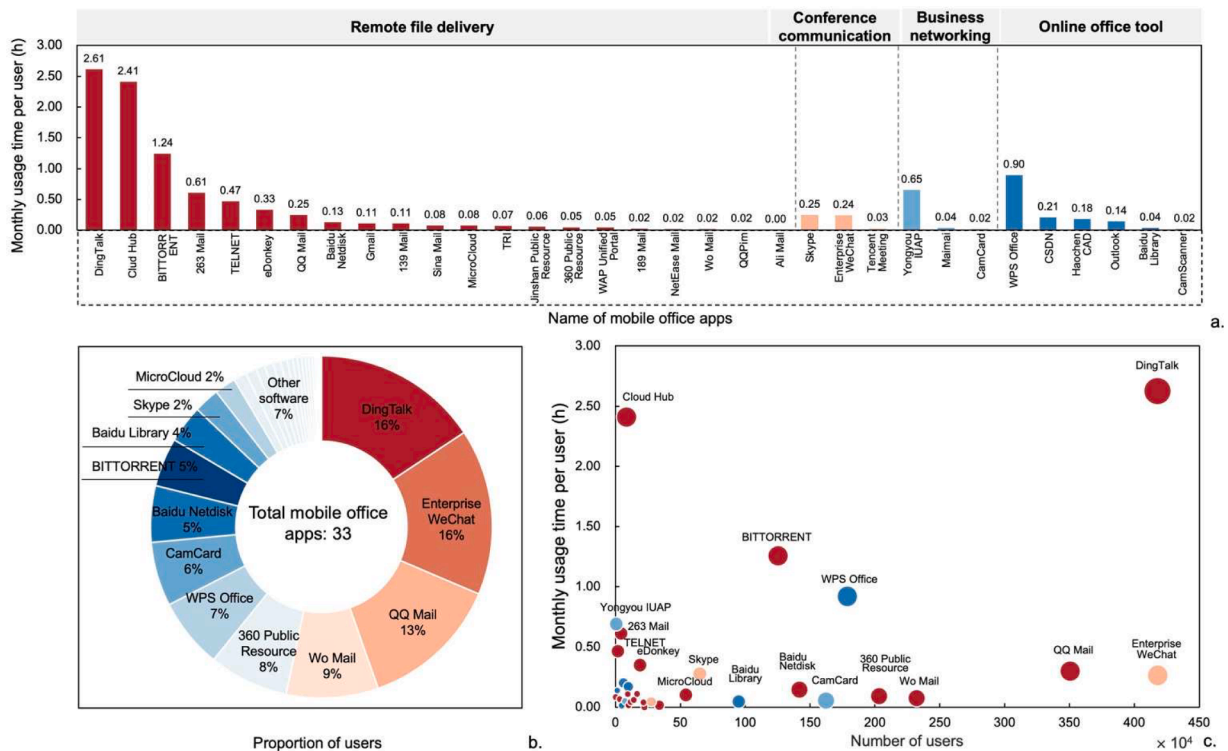 Remote file delivery
Conference
communication
Business
networking
Online office tool
Monthly usage time per user (h)
3.00
2.50
2.00
1.50
1.00
0.50
0.00
2.61
2.41
1.24
0.61
0.47
0.33
0.25
0.13
0.11
0.11
0.08
0.08
0.07
0.06
0.05
0.05
0.02
0.02
0.02
0.02
0.00
0.25
0.24
0.03
0.65
0.04
0.02
0.90
0.21
0.18
0.14
0.04
0.02
DingTalk
Clud Hub
BITTORR
ENT
263 Mail
TELNET
eDonkey
QQ Mail
Baidu
Netdisk
Gmail
139 Mail
Sina Mail
MicroCloud
TRI
Jinshan Public
Resource
360 Public
Resource
WAP Unified
Portal
189 Mail
NetEase Mail
Wo Mail
QQPim
Ali Mail
Skype
Enterprise
WeChat
Tencent
Meeting
Yongyou
IUAP
Maimai
CamCard
WPS Office
CSDN
Haochen
CAD
Outlook
Baidu
Library
CamScanner
Name of mobile office apps
a.
MicroCloud 2%
Skype 2%
Baidu Library 4%
BITTORRENT 5%
Baidu Netdisk
5%
CamCard
6%
WPS Office
7%
360 Public
Resource
8%
Wo Mail
9%
QQ Mail
13%
Enterprise
WeChat
16%
DingTalk
16%
Other
software
7%
Total mobile office
apps: 33
Proportion of users
b.
Monthly usage time per user (h)
3.00
2.50
2.00
1.50
1.00
0.50
0.00
Cloud Hub
DingTalk
BITTORRENT
WPS Office
Yongyou IUAP
263 Mail
TELNET
eDonkey
Skype
MicroCloud
Baidu
Library
Baidu
Netdisk
CamCard
360 Public
Resource
Wo Mail
QQ Mail
Enterprise
WeChat
0
50
100
150
200
250
300
350
400
450
Number of users
× 10⁴
c.